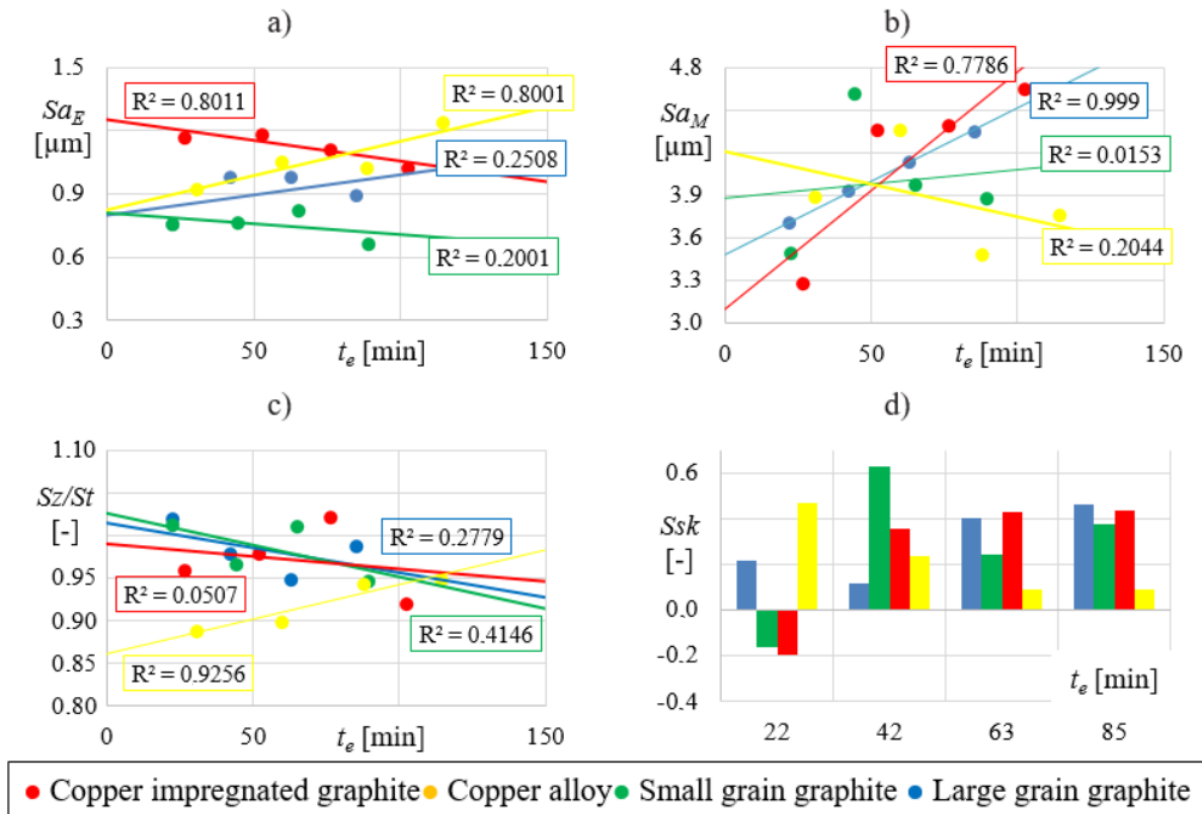 a)
1.5
Sa_E
[µm]
0.9
0.6
0.3
R² = 0.8011
R² = 0.8001
R² = 0.2508
R² = 0.2001
0
50
t_e [min]
150
b)
4.8
Sa_M
[µm]
3.9
3.6
3.3
3.0
R² = 0.7786
R² = 0.999
R² = 0.0153
R² = 0.2044
0
50
t_e [min]
150
c)
1.10
Sz/St
[-]
0.95
0.90
0.85
0.80
R² = 0.2779
R² = 0.0507
R² = 0.4146
R² = 0.9256
0
50
t_e [min]
150
d)
0.6
Ssk
[-]
0.0
-0.2
-0.4
t_e [min]
22
42
63
85
Copper impregnated graphite Copper alloy Small grain graphite Large grain graphite